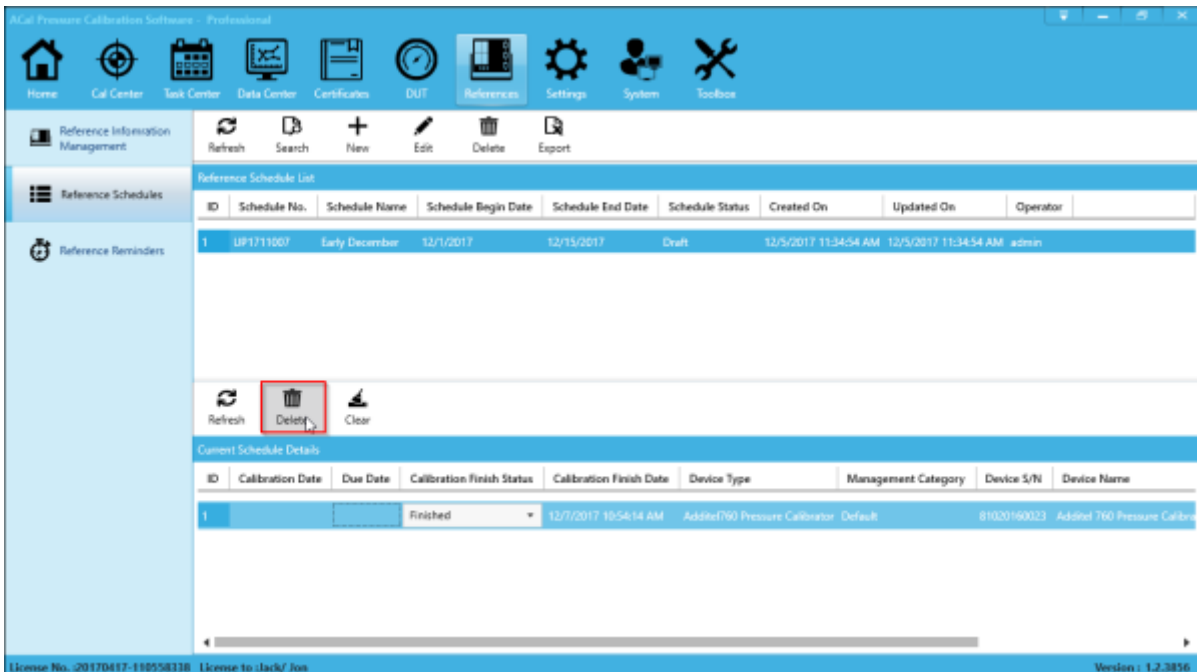 ACal Pressure Calibration Software - Professional
Home Cal Center Task Center Data Center Certificates DUT References Settings System Toolbox
Reference Infomration
Management
Refresh Search New Edit Delete Export
Reference Schedules
Reference Schedule List
ID Schedule No. Schedule Name Schedule Begin Date Schedule End Date Schedule Status Created On Updated On Operator
1 UP1711007 Early December 12/1/2017 12/15/2017 Draft 12/5/2017 11:34:54 AM 12/5/2017 11:34:54 AM admin
Reference Reminders
Refresh Delete Clear
Current Schedule Details
ID Calibration Date Due Date Calibration Finish Status Calibration Finish Date Device Type Management Category Device S/N Device Name
1 Finished 12/7/2017 10:54:14 AM Additel760 Pressure Calibrator Default 81020160023 Additel 760 Pressure Calibra
License No. :20170417-110558338 License to :Jack/ Jon Version : 1.2.3856